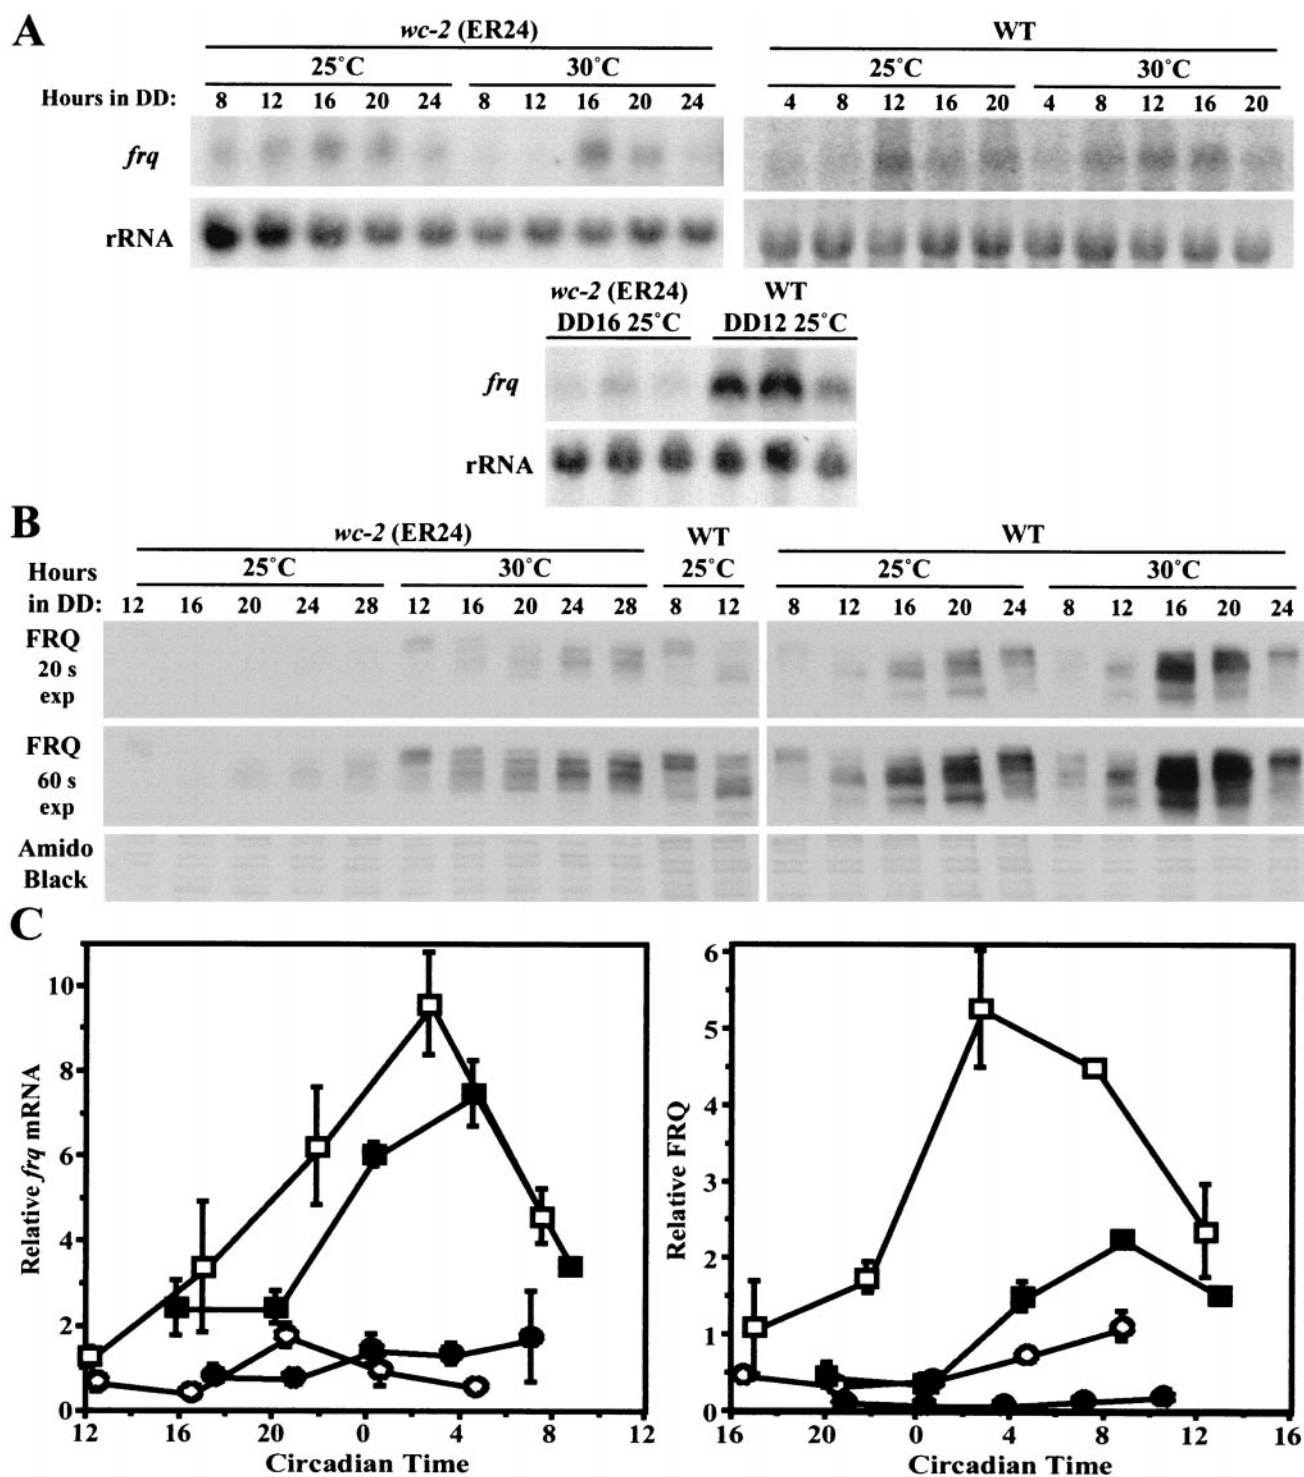 A
wc-2 (ER24) WT
25˚C 30˚C 25˚C 30˚C
Hours in DD: 8 12 16 20 24 8 12 16 20 24 4 8 12 16 20 4 8 12 16 20
frq
rRNA
wc-2 (ER24) WT
DD16 25˚C DD12 25˚C
frq
rRNA
B
wc-2 (ER24) WT WT
25˚C 30˚C 25˚C 25˚C 30˚C
Hours
in DD: 12 16 20 24 28 12 16 20 24 28 8 12 8 12 16 20 24 8 12 16 20 24
FRQ
20 s
exp
FRQ
60 s
exp
Amido
Black
C
Relative frq mRNA
10
8
6
4
2
0
12 16 20 0 4 8 12
Circadian Time
Relative FRQ
6
5
4
3
2
1
0
16 20 0 4 8 12 16
Circadian Time